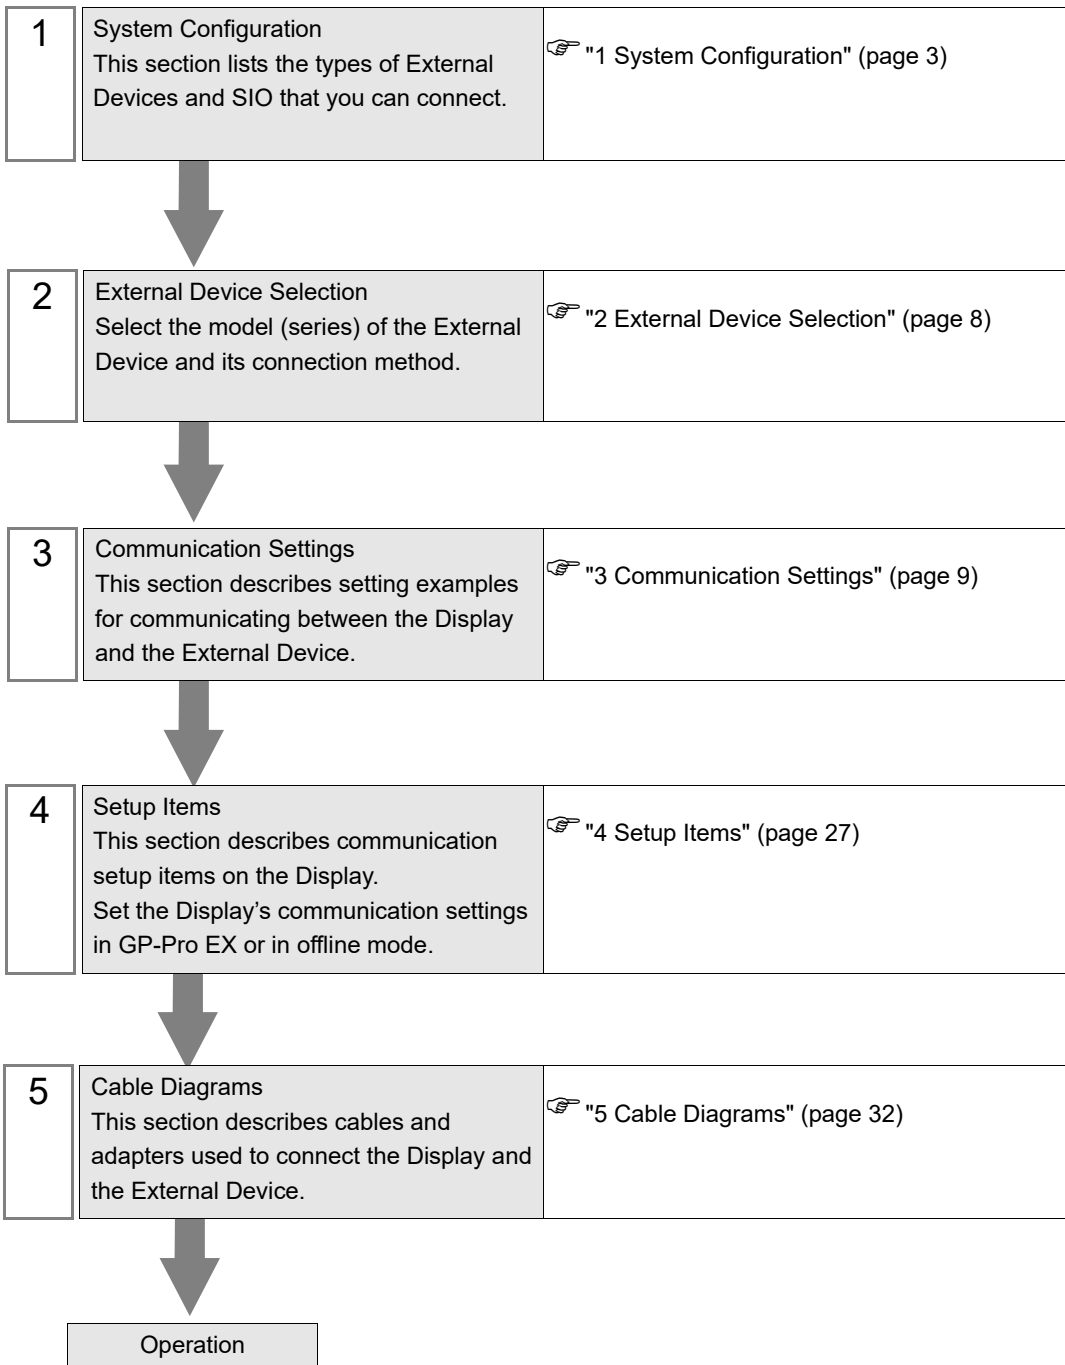 1
System Configuration
This section lists the types of External
Devices and SIO that you can connect.
☞ "1 System Configuration" (page 3)
2
External Device Selection
Select the model (series) of the External
Device and its connection method.
☞ "2 External Device Selection" (page 8)
3
Communication Settings
This section describes setting examples
for communicating between the Display
and the External Device.
☞ "3 Communication Settings" (page 9)
4
Setup Items
This section describes communication
setup items on the Display.
Set the Display’s communication settings
in GP-Pro EX or in offline mode.
☞ "4 Setup Items" (page 27)
5
Cable Diagrams
This section describes cables and
adapters used to connect the Display and
the External Device.
☞ "5 Cable Diagrams" (page 32)
Operation